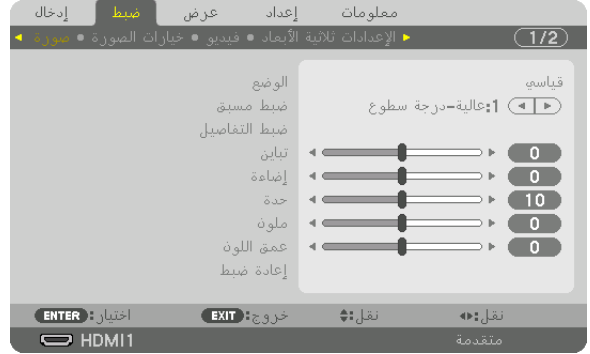 إدخال ضبط عرض إعداد معلومات
صورة • خيارات الصورة • فيديو • الإعدادات ثلاثية الأبعاد 1/2
الوضع قياسي
ضبط مسبق 1:عالية-درجة سطوع
ضبط التفاصيل
تباين 0
إضاءة 0
حدة 10
ملون 0
عمق اللون 0
إعادة ضبط
ENTER:اختيار EXIT:خروج نقل: نقل:
HDMI1 متقدمة